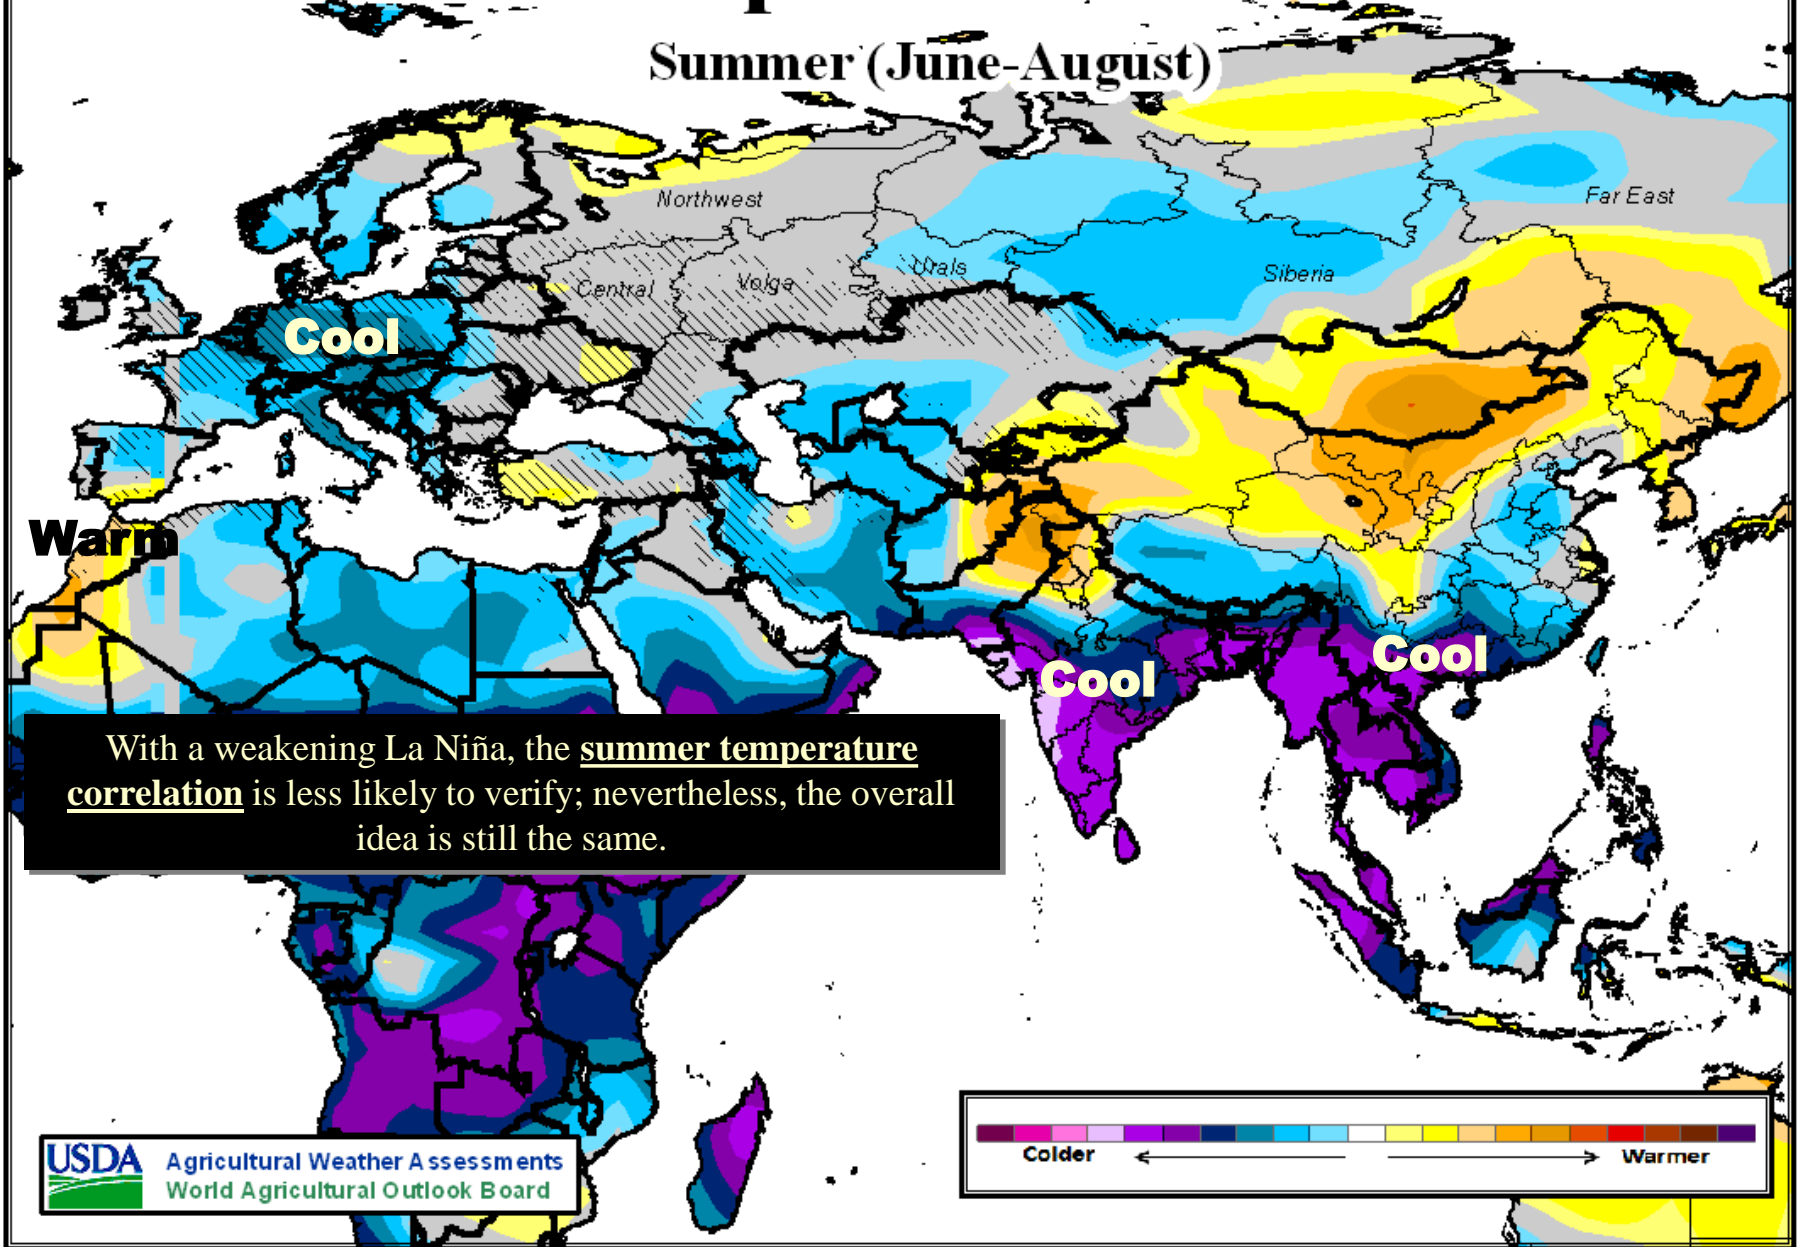 Summer (June-August)
Northwest
Far East
Urals
Siberia
Central
Volga
Cool
Warm
Cool
Cool
With a weakening La Niña, the summer temperature
correlation is less likely to verify; nevertheless, the overall
idea is still the same.
Colder
Warmer
USDA
Agricultural Weather Assessments
World Agricultural Outlook Board